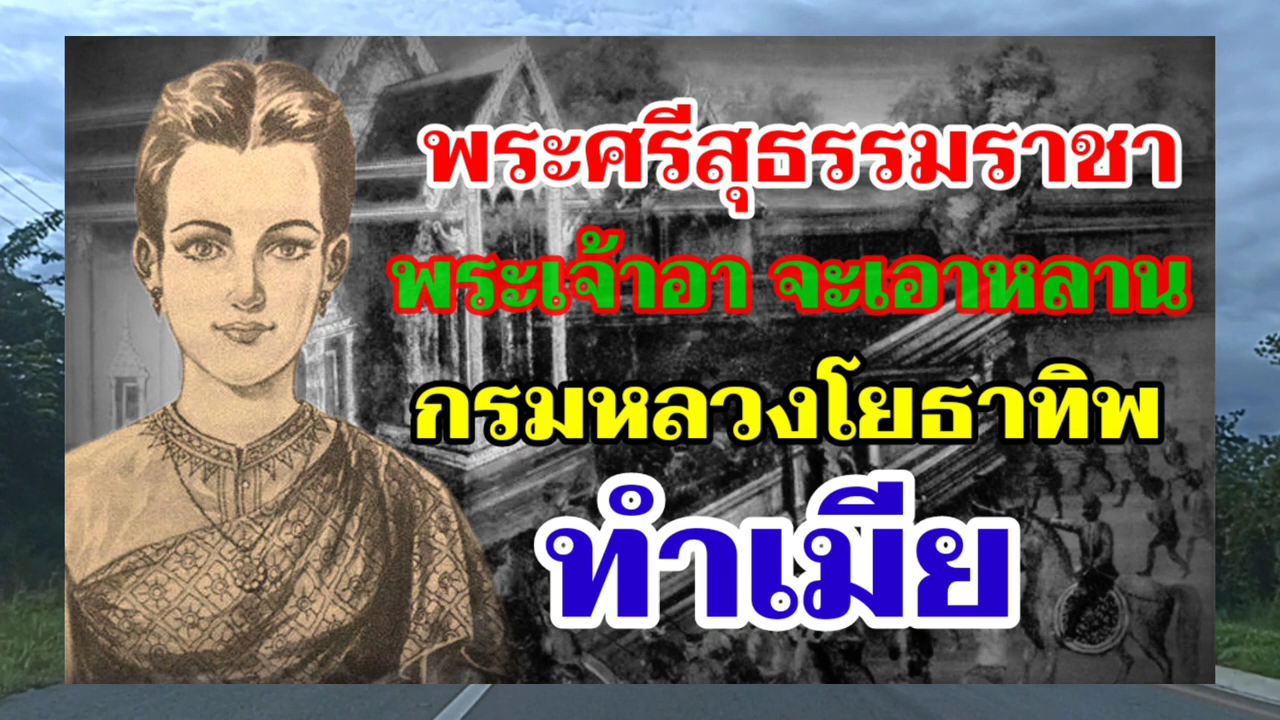 พระศรีสุธรรมราชา
พระเจ้าอา จะเอาหลาน
กรมหลวงโยธาทิพ
ทำเมีย